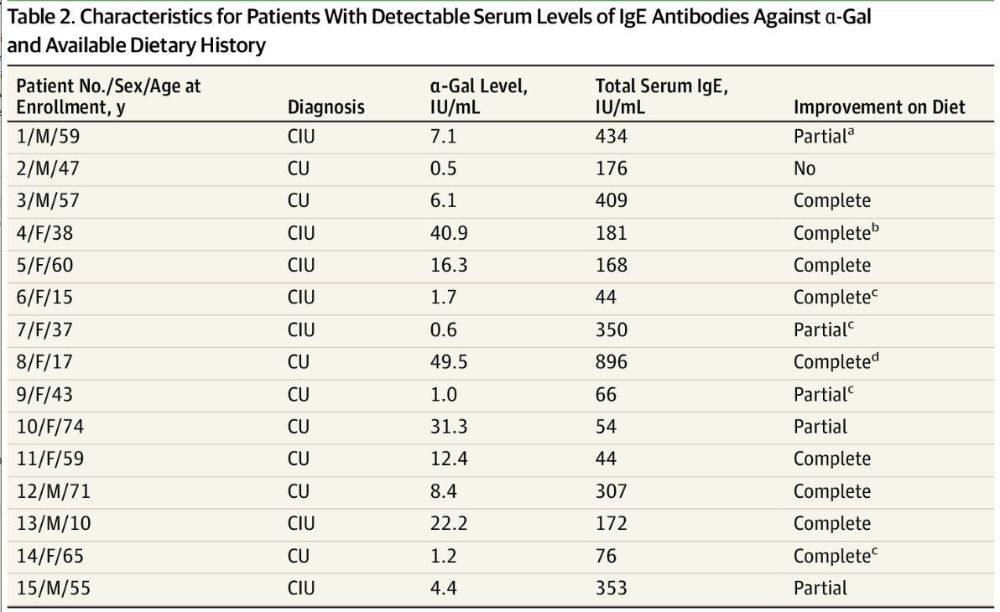 Table 2. Characteristics for Patients With Detectable Serum Levels of IgE Antibodies Against α-Gal
and Available Dietary History
Patient No./Sex/Age at Enrollment, y	Diagnosis	α-Gal Level, IU/mL	Total Serum IgE, IU/mL	Improvement on Diet
1/M/59	CIU	7.1	434	Partialᵃ
2/M/47	CU	0.5	176	No
3/M/57	CU	6.1	409	Complete
4/F/38	CIU	40.9	181	Completeᵇ
5/F/60	CIU	16.3	168	Complete
6/F/15	CIU	1.7	44	Completeᶜ
7/F/37	CIU	0.6	350	Partialᶜ
8/F/17	CU	49.5	896	Completeᵈ
9/F/43	CU	1.0	66	Partialᶜ
10/F/74	CU	31.3	54	Partial
11/F/59	CU	12.4	44	Complete
12/M/71	CU	8.4	307	Complete
13/M/10	CIU	22.2	172	Complete
14/F/65	CU	1.2	76	Completeᶜ
15/M/55	CIU	4.4	353	Partial